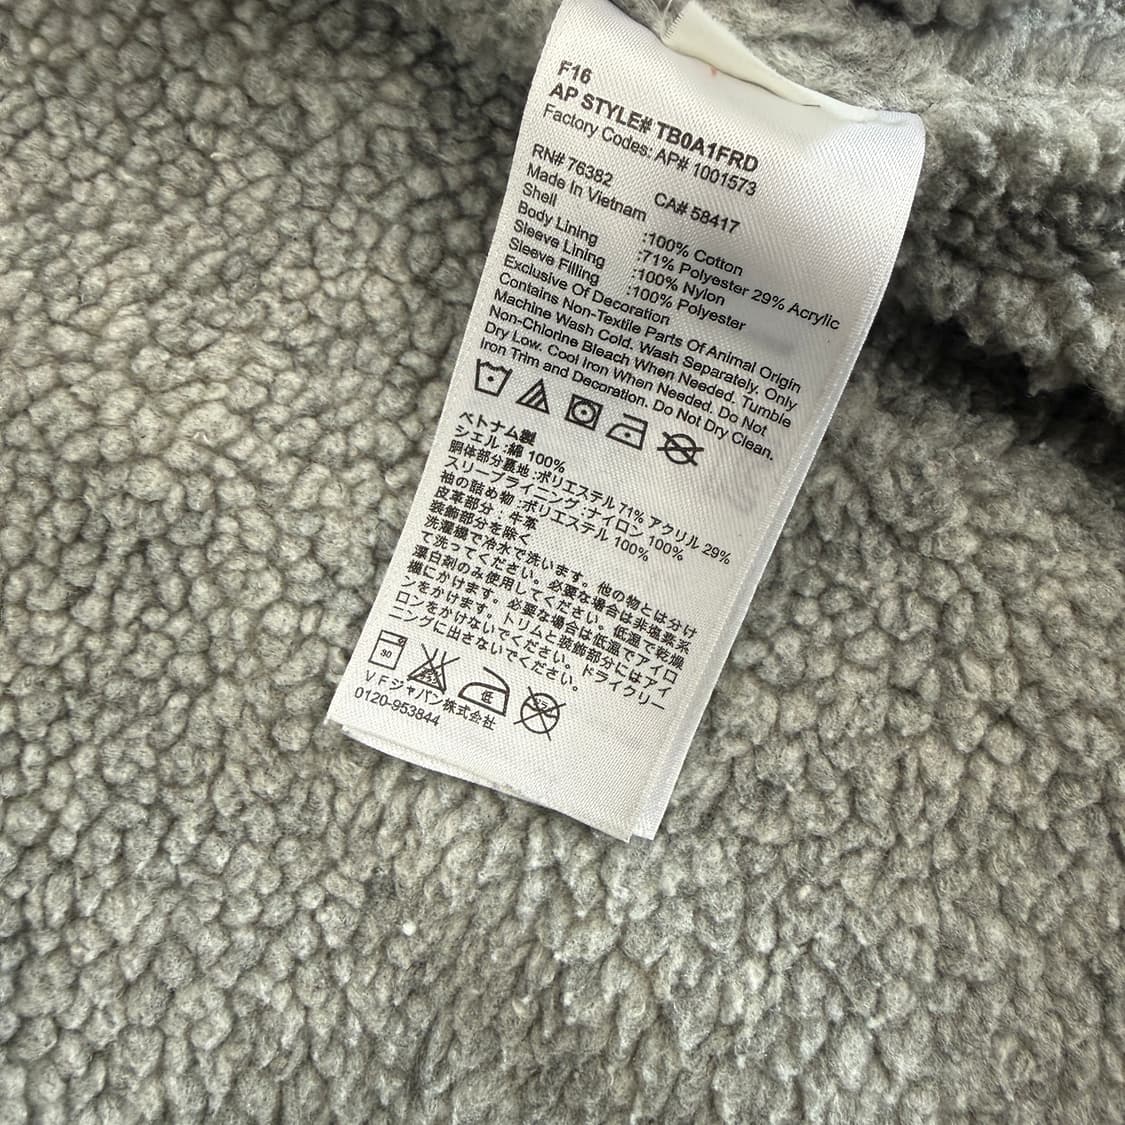 F16
AP STYLE# TB0A1FRD
Factory Codes: AP# 1001573
RN# 76382 CA# 58417
Made In Vietnam
Shell :100% Cotton
Body Lining :71% Polyester 29% Acrylic
Sleeve Lining :100% Nylon
Sleeve Filling :100% Polyester
Exclusive Of Decoration
Contains Non-Textile Parts Of Animal Origin
Machine Wash Cold. Wash Separately. Only
Non-Chlorine Bleach When Needed. Tumble
Dry Low. Cool Iron When Needed. Do Not
Iron Trim and Decoration. Do Not Dry Clean.
ベトナム製
シェル :綿 100%
胴体部分裏地 :ポリエステル 71% アクリル 29%
スリーブライニング :ナイロン 100%
袖の詰め物 :ポリエステル 100%
皮革部分 : 牛革
装飾部分を除く
洗濯機で冷水で洗います。他の物とは分け
て洗ってください。必要な場合は非塩素系
漂白剤のみ使用してください。低温で乾燥
機にかけます。必要な場合は低温でアイロ
ンをかけます。トリムと装飾部分にはアイ
ロンをかけないでください。ドライクリー
ニングに出さないでください。
30
低
ドライ
VFジャパン株式会社
0120-953844